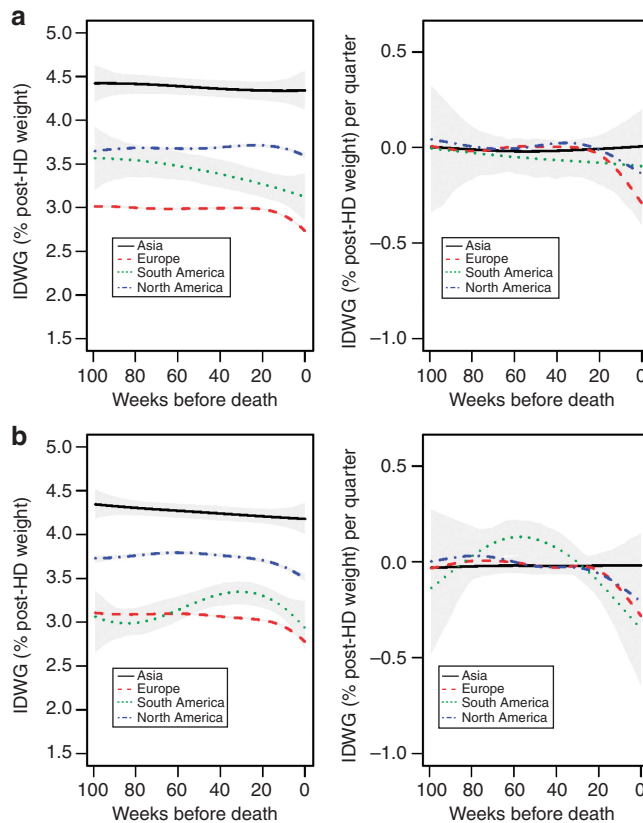 a
IDWG (% post-HD weight)
5.0
4.5
4.0
3.5
3.0
2.5
2.0
1.5
Asia
Europe
South America
North America
100 80 60 40 20 0
Weeks before death
IDWG (% post-HD weight) per quarter
0.5
0.0
−0.5
−1.0
Asia
Europe
South America
North America
100 80 60 40 20 0
Weeks before death
b
IDWG (% post-HD weight)
5.0
4.5
4.0
3.5
3.0
2.5
2.0
1.5
Asia
Europe
South America
North America
100 80 60 40 20 0
Weeks before death
IDWG (% post-HD weight) per quarter
0.5
0.0
−0.5
−1.0
Asia
Europe
South America
North America
100 80 60 40 20 0
Weeks before death